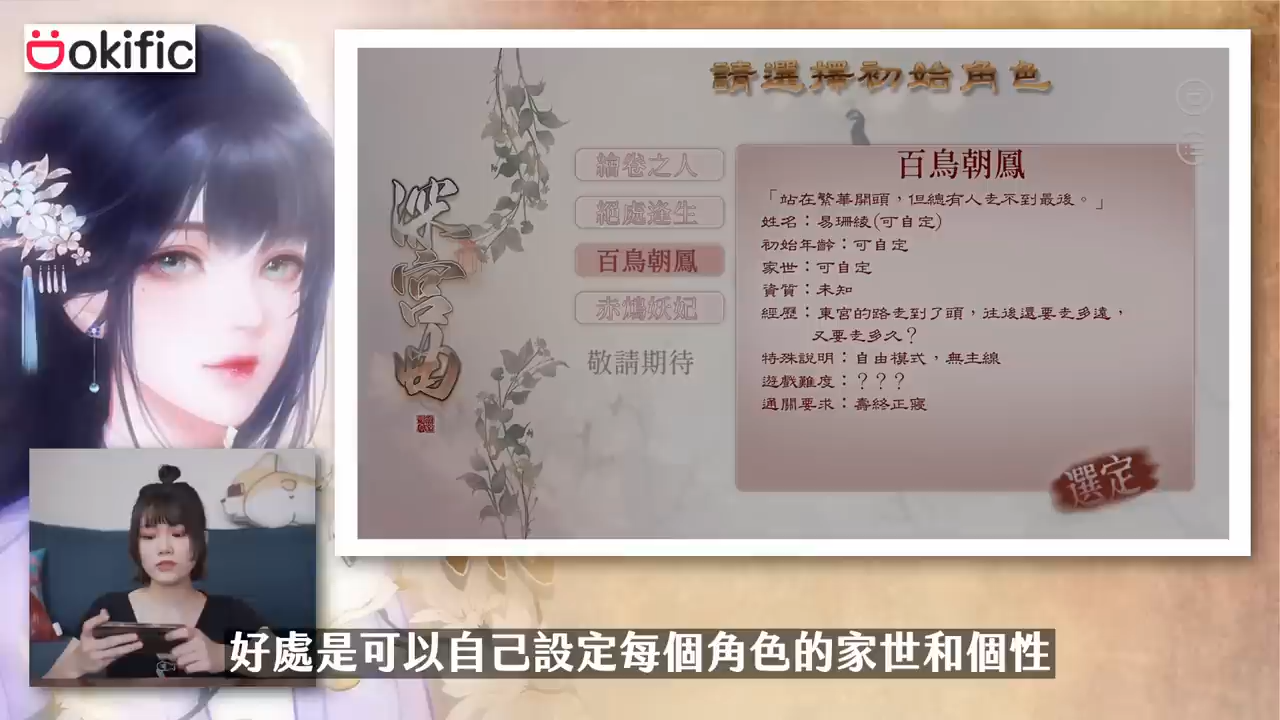 Dokific
請選擇初始角色
深宮曲
繪卷之人
絕處逢生
百鳥朝鳳
赤鴆妖妃
敬請期待
百鳥朝鳳
「站在繁華開頭,但總有人走不到最後。」
姓名:易珊綾(可自定)
初始年齡:可自定
家世:可自定
資質:未知
經歷:東宮的路走到了頭,往後還要走多遠,
又要走多久?
特殊說明:自由模式,無主線
遊戲難度:???
通關要求:壽終正寢
選定
好處是可以自己設定每個角色的家世和個性